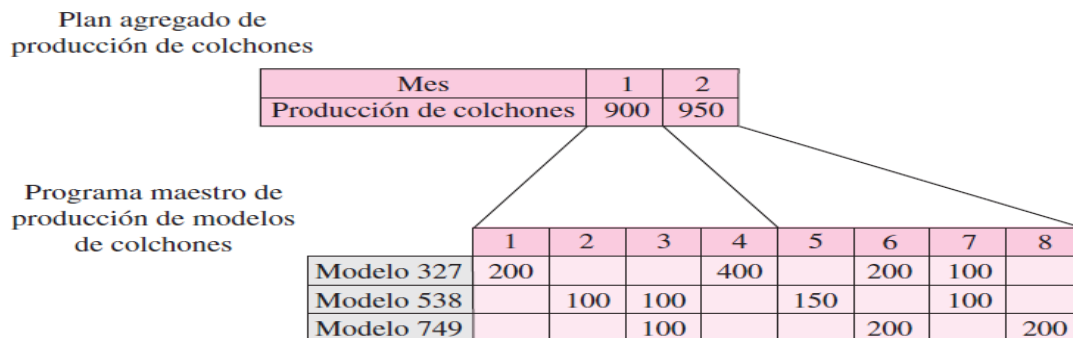 Plan agregado de
producción de colchones
Mes 1 2
Producción de colchones 900 950
Programa maestro de
producción de modelos
de colchones
1 2 3 4 5 6 7 8
Modelo 327 200 400 200 100
Modelo 538 100 100 150 100
Modelo 749 100 200 200